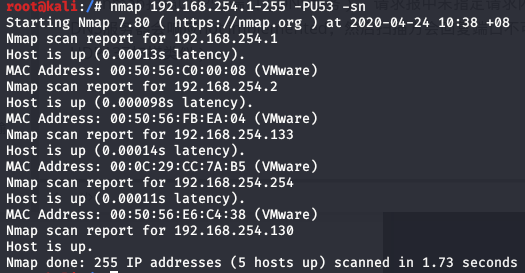 root@kali:/# nmap 192.168.254.1-255 -PU53 -sn
Starting Nmap 7.80 ( https://nmap.org ) at 2020-04-24 10:38 +08
Nmap scan report for 192.168.254.1
Host is up (0.00013s latency).
MAC Address: 00:50:56:C0:00:08 (VMware)
Nmap scan report for 192.168.254.2
Host is up (0.000098s latency).
MAC Address: 00:50:56:FB:EA:04 (VMware)
Nmap scan report for 192.168.254.133
Host is up (0.00014s latency).
MAC Address: 00:0C:29:CC:7A:B5 (VMware)
Nmap scan report for 192.168.254.254
Host is up (0.00011s latency).
MAC Address: 00:50:56:E6:C4:38 (VMware)
Nmap scan report for 192.168.254.130
Host is up.
Nmap done: 255 IP addresses (5 hosts up) scanned in 1.73 seconds